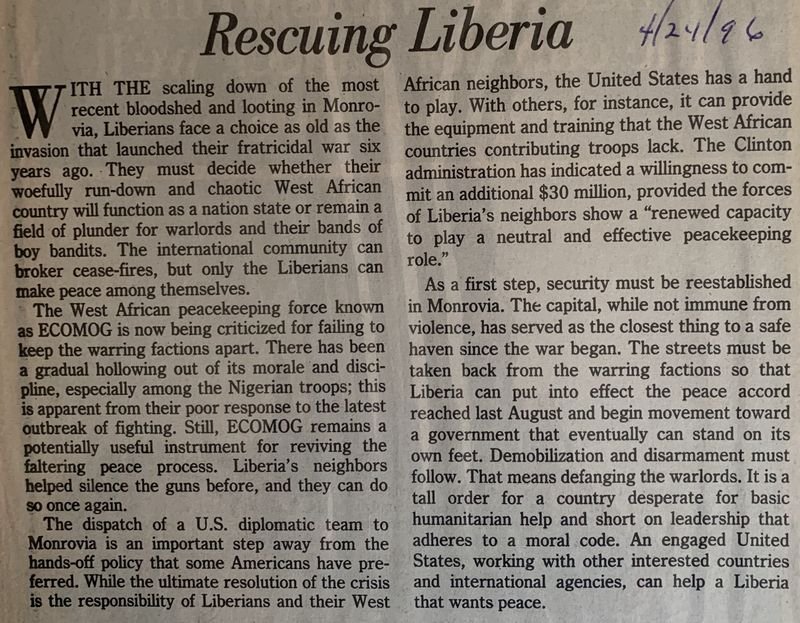 Rescuing Liberia
4/24/96
WITH THE scaling down of the most
recent bloodshed and looting in Monro-
via, Liberians face a choice as old as the
invasion that launched their fratricidal war six
years ago. They must decide whether their
woefully run-down and chaotic West African
country will function as a nation state or remain a
field of plunder for warlords and their bands of
boy bandits. The international community can
broker cease-fires, but only the Liberians can
make peace among themselves.
The West African peacekeeping force known
as ECOMOG is now being criticized for failing to
keep the warring factions apart. There has been
a gradual hollowing out of its morale and disci-
pline, especially among the Nigerian troops; this
is apparent from their poor response to the latest
outbreak of fighting. Still, ECOMOG remains a
potentially useful instrument for reviving the
faltering peace process. Liberia's neighbors
helped silence the guns before, and they can do
so once again.
The dispatch of a U.S. diplomatic team to
Monrovia is an important step away from the
hands-off policy that some Americans have pre-
ferred. While the ultimate resolution of the crisis
is the responsibility of Liberians and their West
African neighbors, the United States has a hand
to play. With others, for instance, it can provide
the equipment and training that the West African
countries contributing troops lack. The Clinton
administration has indicated a willingness to com-
mit an additional $30 million, provided the forces
of Liberia's neighbors show a "renewed capacity
to play a neutral and effective peacekeeping
role."
As a first step, security must be reestablished
in Monrovia. The capital, while not immune from
violence, has served as the closest thing to a safe
haven since the war began. The streets must be
taken back from the warring factions so that
Liberia can put into effect the peace accord
reached last August and begin movement toward
a government that eventually can stand on its
own feet. Demobilization and disarmament must
follow. That means defanging the warlords. It is a
tall order for a country desperate for basic
humanitarian help and short on leadership that
adheres to a moral code. An engaged United
States, working with other interested countries
and international agencies, can help a Liberia
that wants peace.